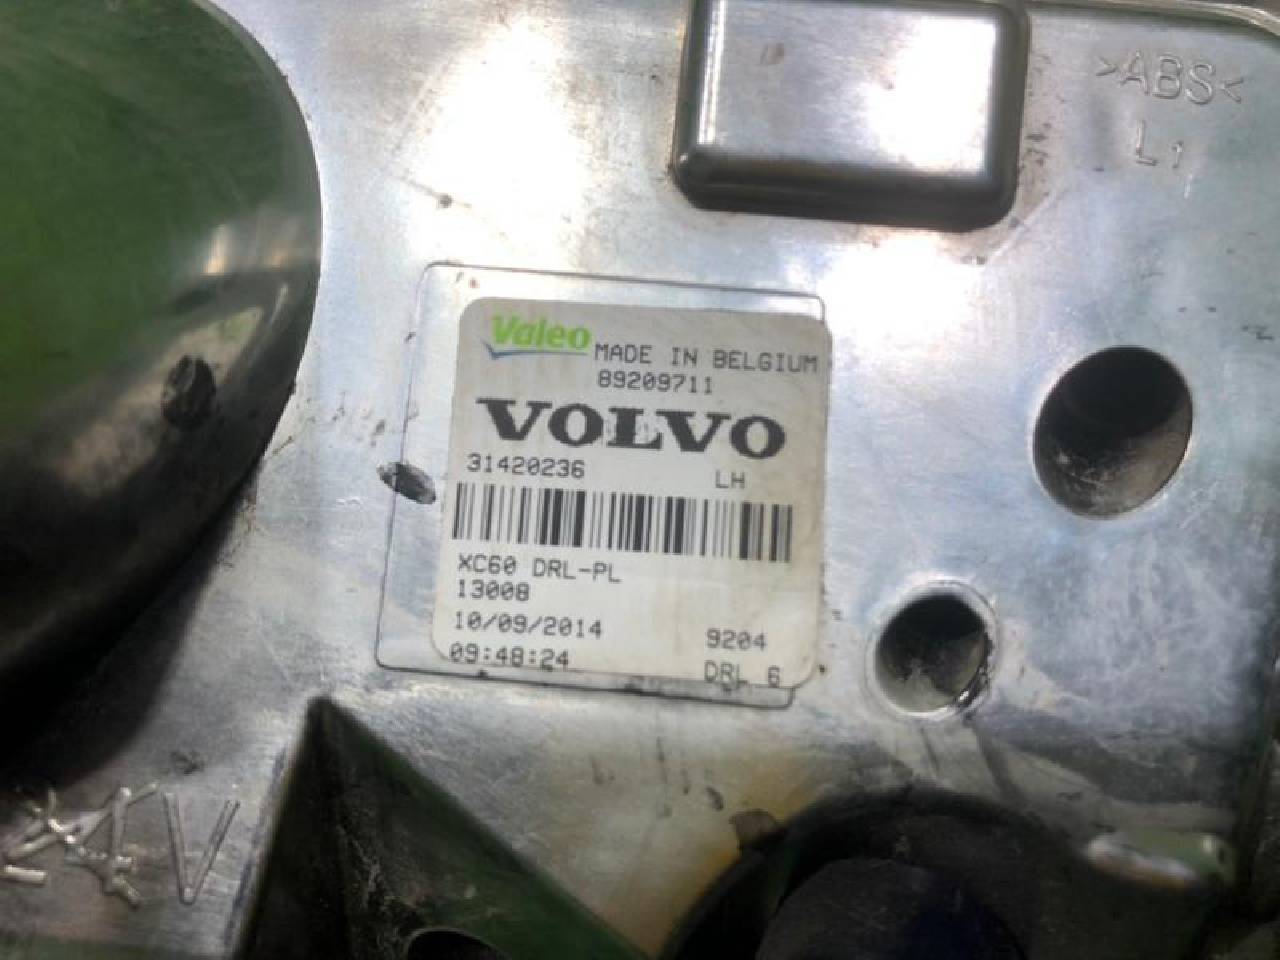 >ABS<
L1
Valeo
MADE IN BELGIUM
89209711
VOLVO
31420236 LH
XC60 DRL-PL
13008
10/09/2014 9204
09:48:24 DRL 6